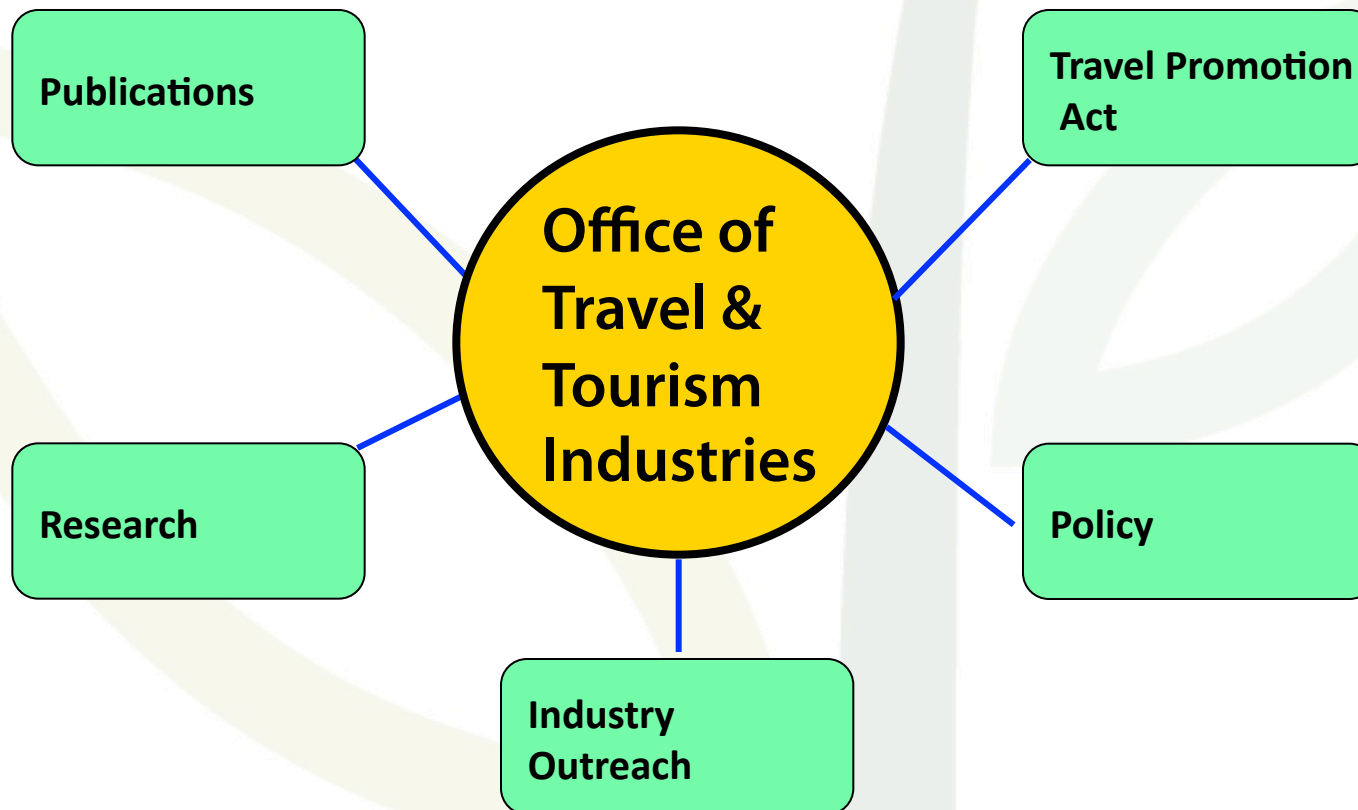 Publications
Travel Promotion
Act
Office of
Travel &
Tourism
Industries
Research
Policy
Industry
Outreach